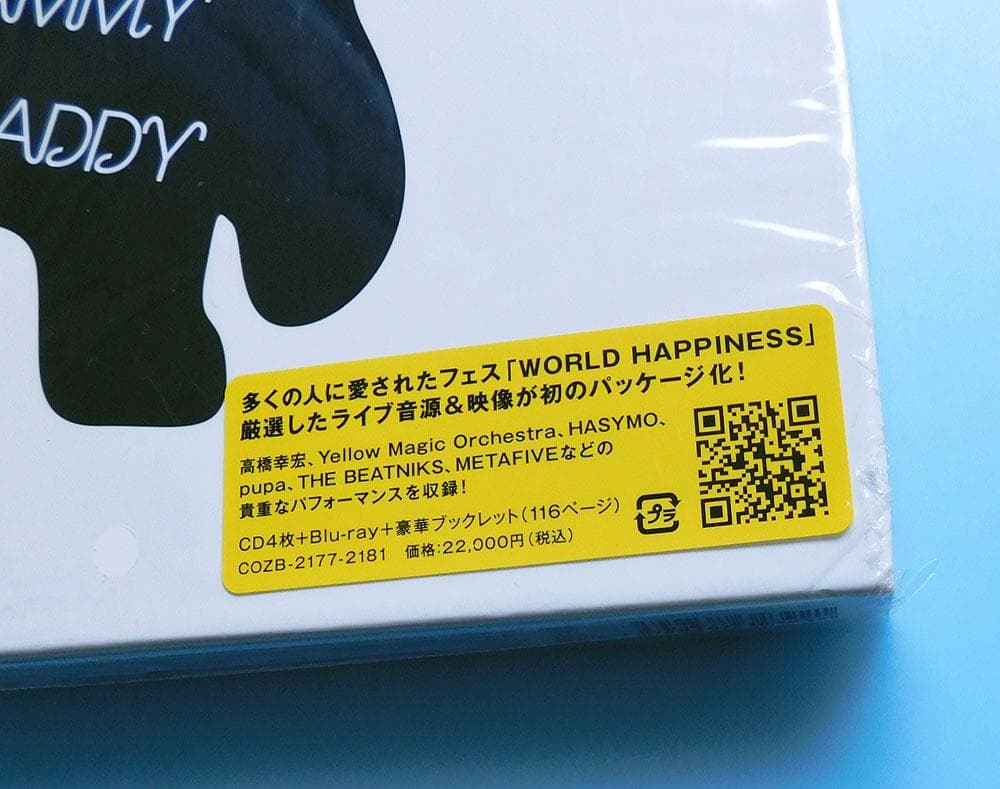 AMMY
ADDY
多くの人に愛されたフェス「WORLD HAPPINESS」
厳選したライブ音源&映像が初のパッケージ化!
高橋幸宏、Yellow Magic Orchestra、HASYMO、
pupa、THE BEATNIKS、METAFIVEなどの
貴重なパフォーマンスを収録!
CD4枚+Blu-ray+豪華ブックレット(116ページ)
COZB-2177-2181 価格:22,000円(税込)
プラ